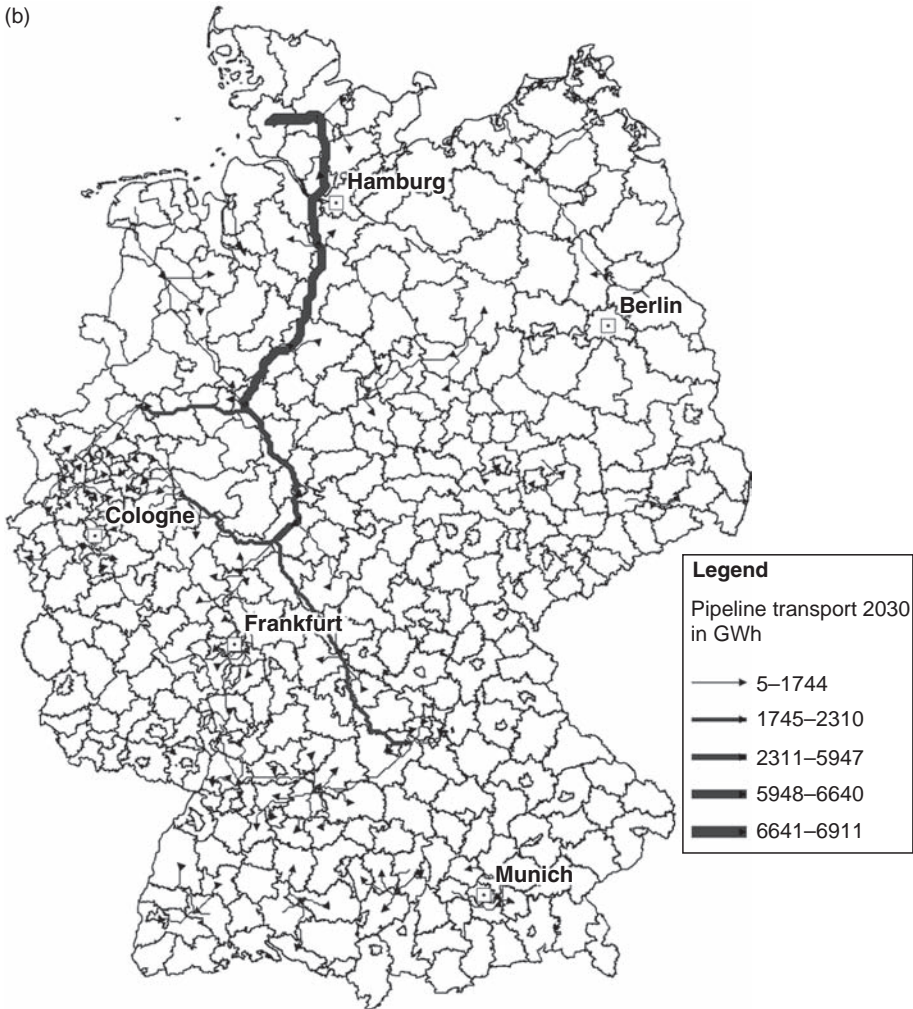 (b)
Hamburg
Berlin
Cologne
Frankfurt
Munich
Legend
Pipeline transport 2030
in GWh
5–1744
1745–2310
2311–5947
5948–6640
6641–6911